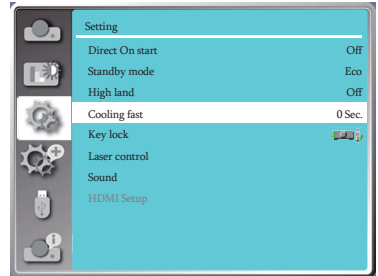 Setting
Direct On start Off
Standby mode Eco
High land Off
Cooling fast 0 Sec.
Key lock
Laser control
Sound
HDMI Setup